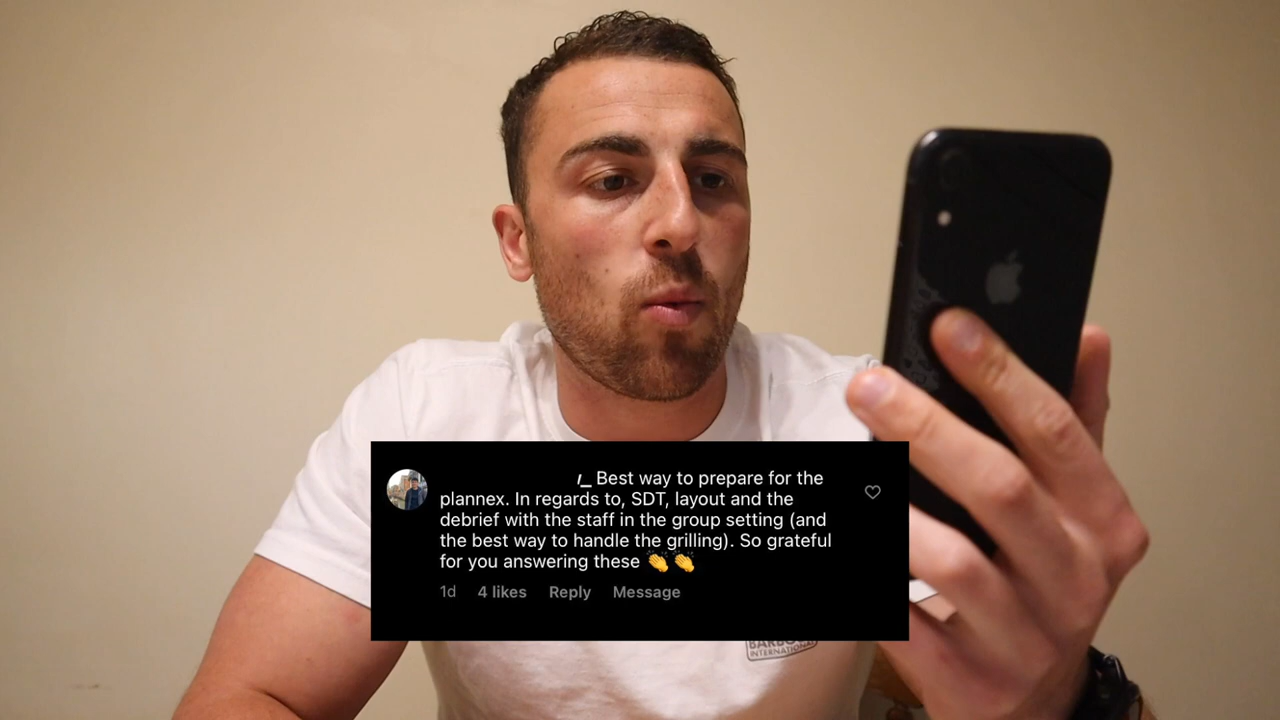 Best way to prepare for the
plannex. In regards to, SDT, layout and the
debrief with the staff in the group setting (and
the best way to handle the grilling). So grateful
for you answering these 👏👏
1d 4 likes Reply Message
BARBOUR
INTERNATIONAL